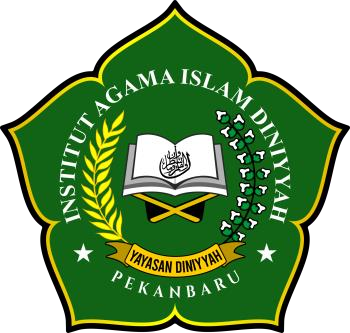 INSTITUT AGAMA ISLAM DINIYYAH
YAYASAN DINIYYAH
PEKANBARU